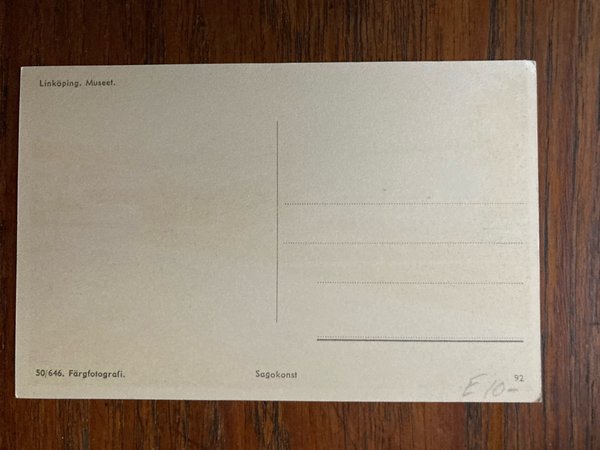 Linköping. Museet.
50/646. Färgfotografi.
Sagokonst
92
E 10-